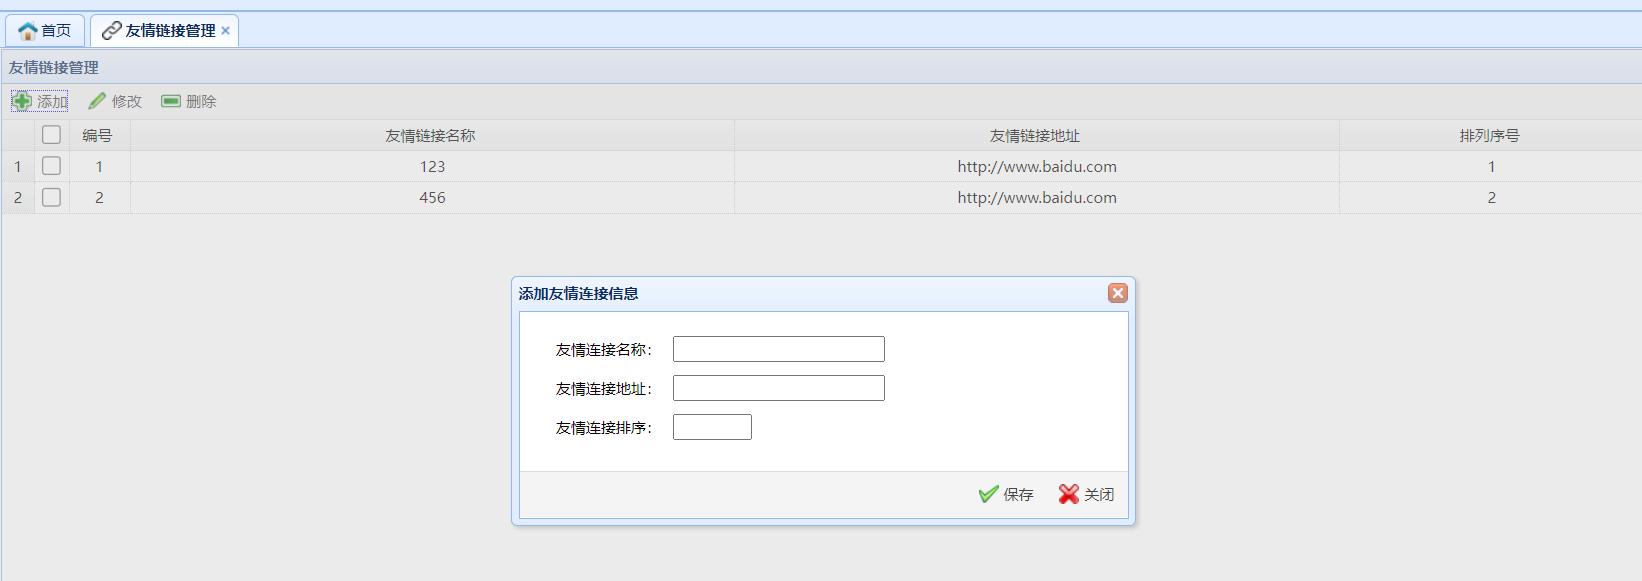 首页 友情链接管理
友情链接管理
添加 修改 删除
编号 友情链接名称 友情链接地址 排列序号
1 1 123 http://www.baidu.com 1
2 2 456 http://www.baidu.com 2
添加友情连接信息
友情连接名称：
友情连接地址：
友情连接排序：
保存 关闭